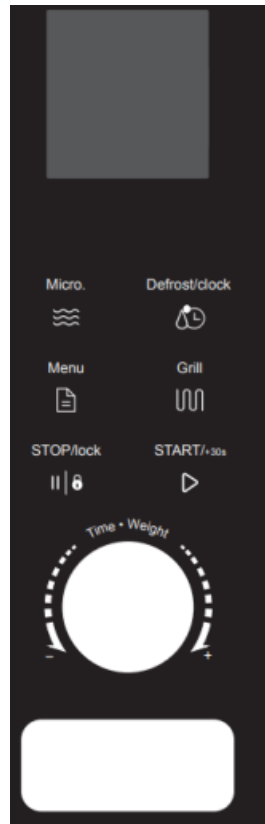 Micro. Defrost/clock
Menu Grill
STOP/lock START/+30s
Time • Weight
- +